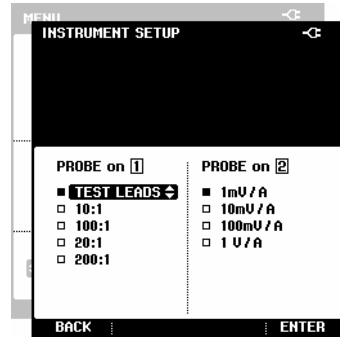 MENU
INSTRUMENT SETUP
PROBE on 1
TEST LEADS
10:1
100:1
20:1
200:1
PROBE on 2
1mV/A
10mV/A
100mV/A
1 V/A
BACK
ENTER